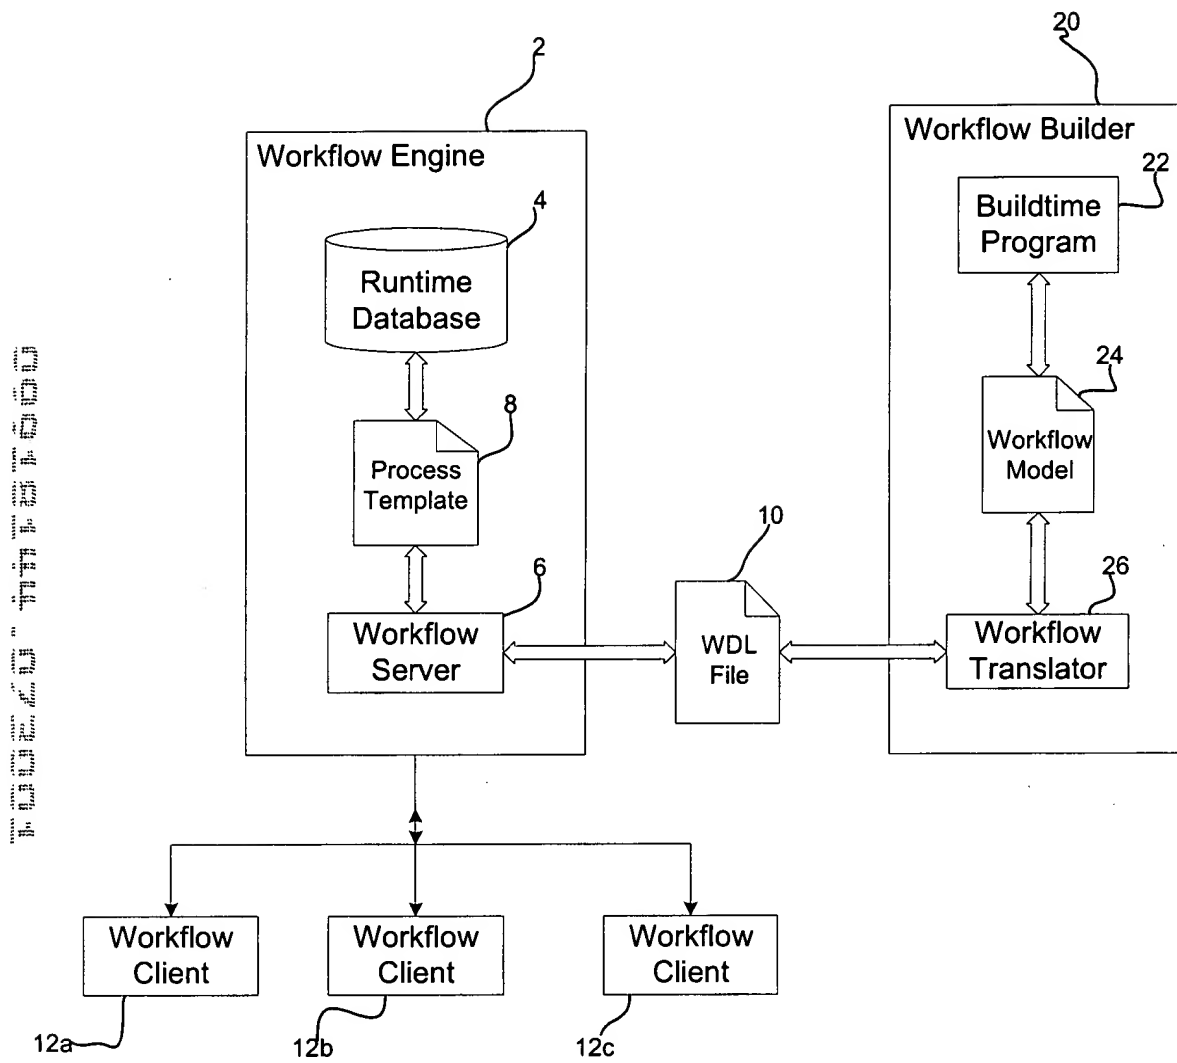 2
20
Workflow Engine
Workflow Builder
4
22
Runtime
Database
Buildtime
Program
8
24
Process
Template
Workflow
Model
10
6
26
Workflow
Server
WDL
File
Workflow
Translator
Workflow
Client
Workflow
Client
Workflow
Client
12a
12b
12c